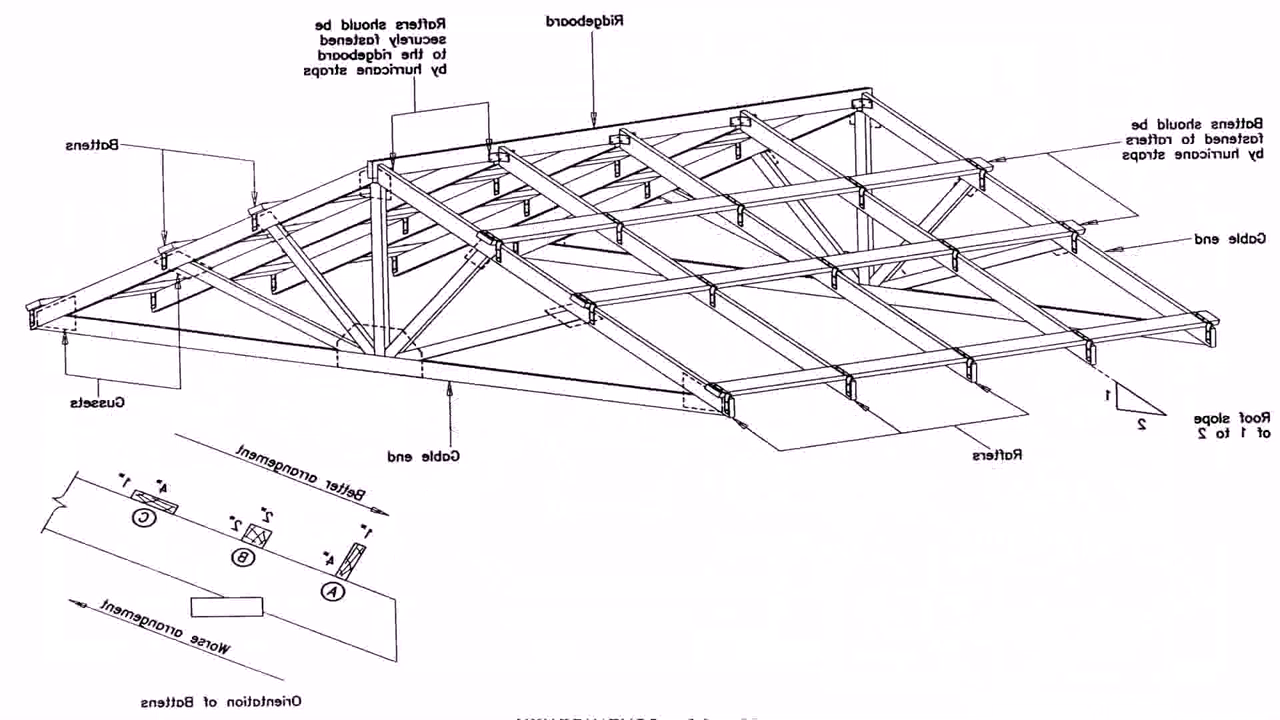 Ridgeboard
Rafters should be
securely fastened
to the ridgeboard
by hurricane straps
Battens should be
fastened to rafters
by hurricane straps
Battens
Gable end
Gussets
Gable end
Rafters
1
2
Roof slope
of 1 to 2
Better arrangement
1"
4"
C
2"
2"
B
1"
4"
A
Worse arrangement
Orientation of Battens